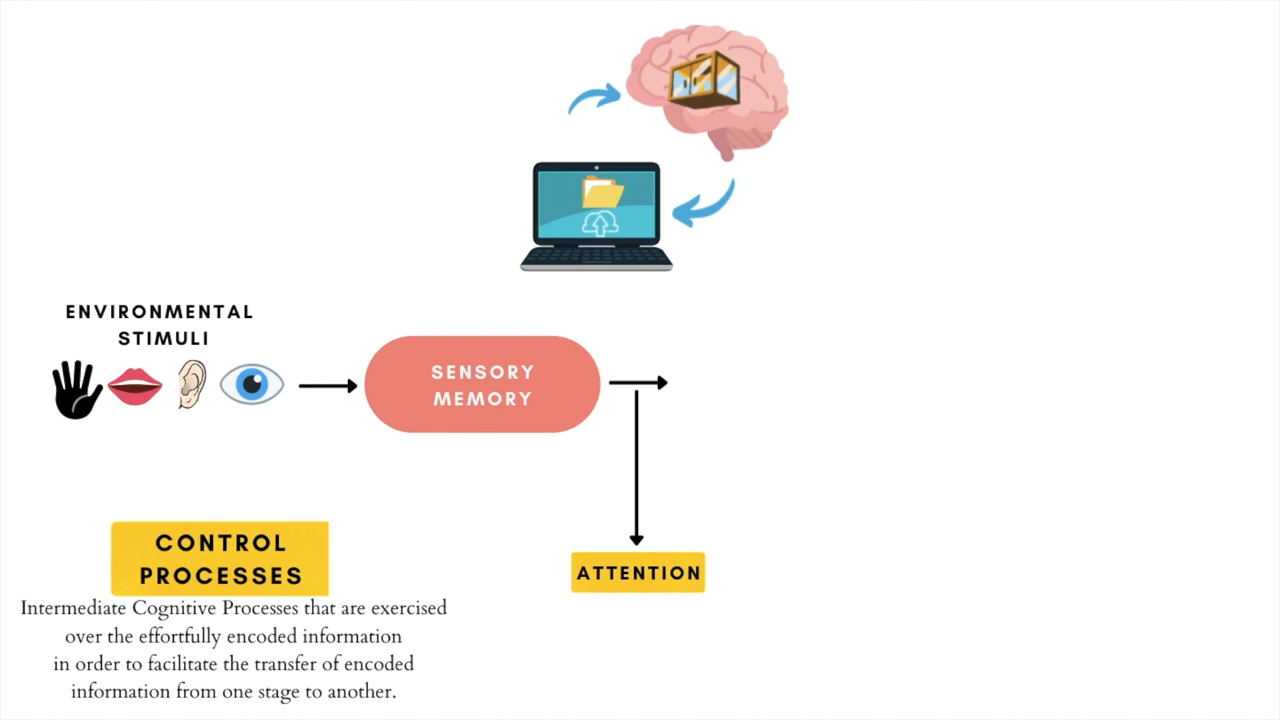 ENVIRONMENTAL
STIMULI
SENSORY
MEMORY
CONTROL
PROCESSES
ATTENTION
Intermediate Cognitive Processes that are exercised
over the effortfully encoded information
in order to facilitate the transfer of encoded
information from one stage to another.